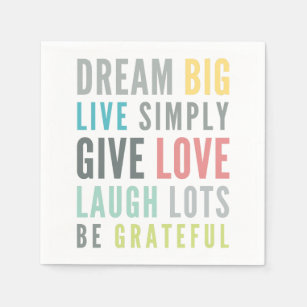 DREAM BIG
LIVE SIMPLY
GIVE LOVE
LAUGH LOTS
BE GRATEFUL